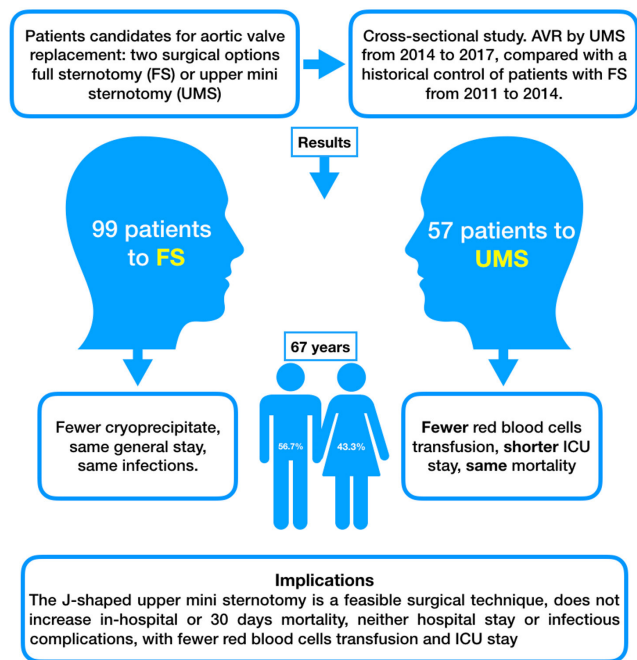 Patients candidates for aortic valve
replacement: two surgical options
full sternotomy (FS) or upper mini
sternotomy (UMS)
Cross-sectional study. AVR by UMS
from 2014 to 2017, compared with a
historical control of patients with FS
from 2011 to 2014.
Results
99 patients
to FS
57 patients to
UMS
67 years
56.7%
43.3%
Fewer cryoprecipitate,
same general stay,
same infections.
Fewer red blood cells
transfusion, shorter ICU
stay, same mortality
Implications
The J-shaped upper mini sternotomy is a feasible surgical technique, does not
increase in-hospital or 30 days mortality, neither hospital stay or infectious
complications, with fewer red blood cells transfusion and ICU stay